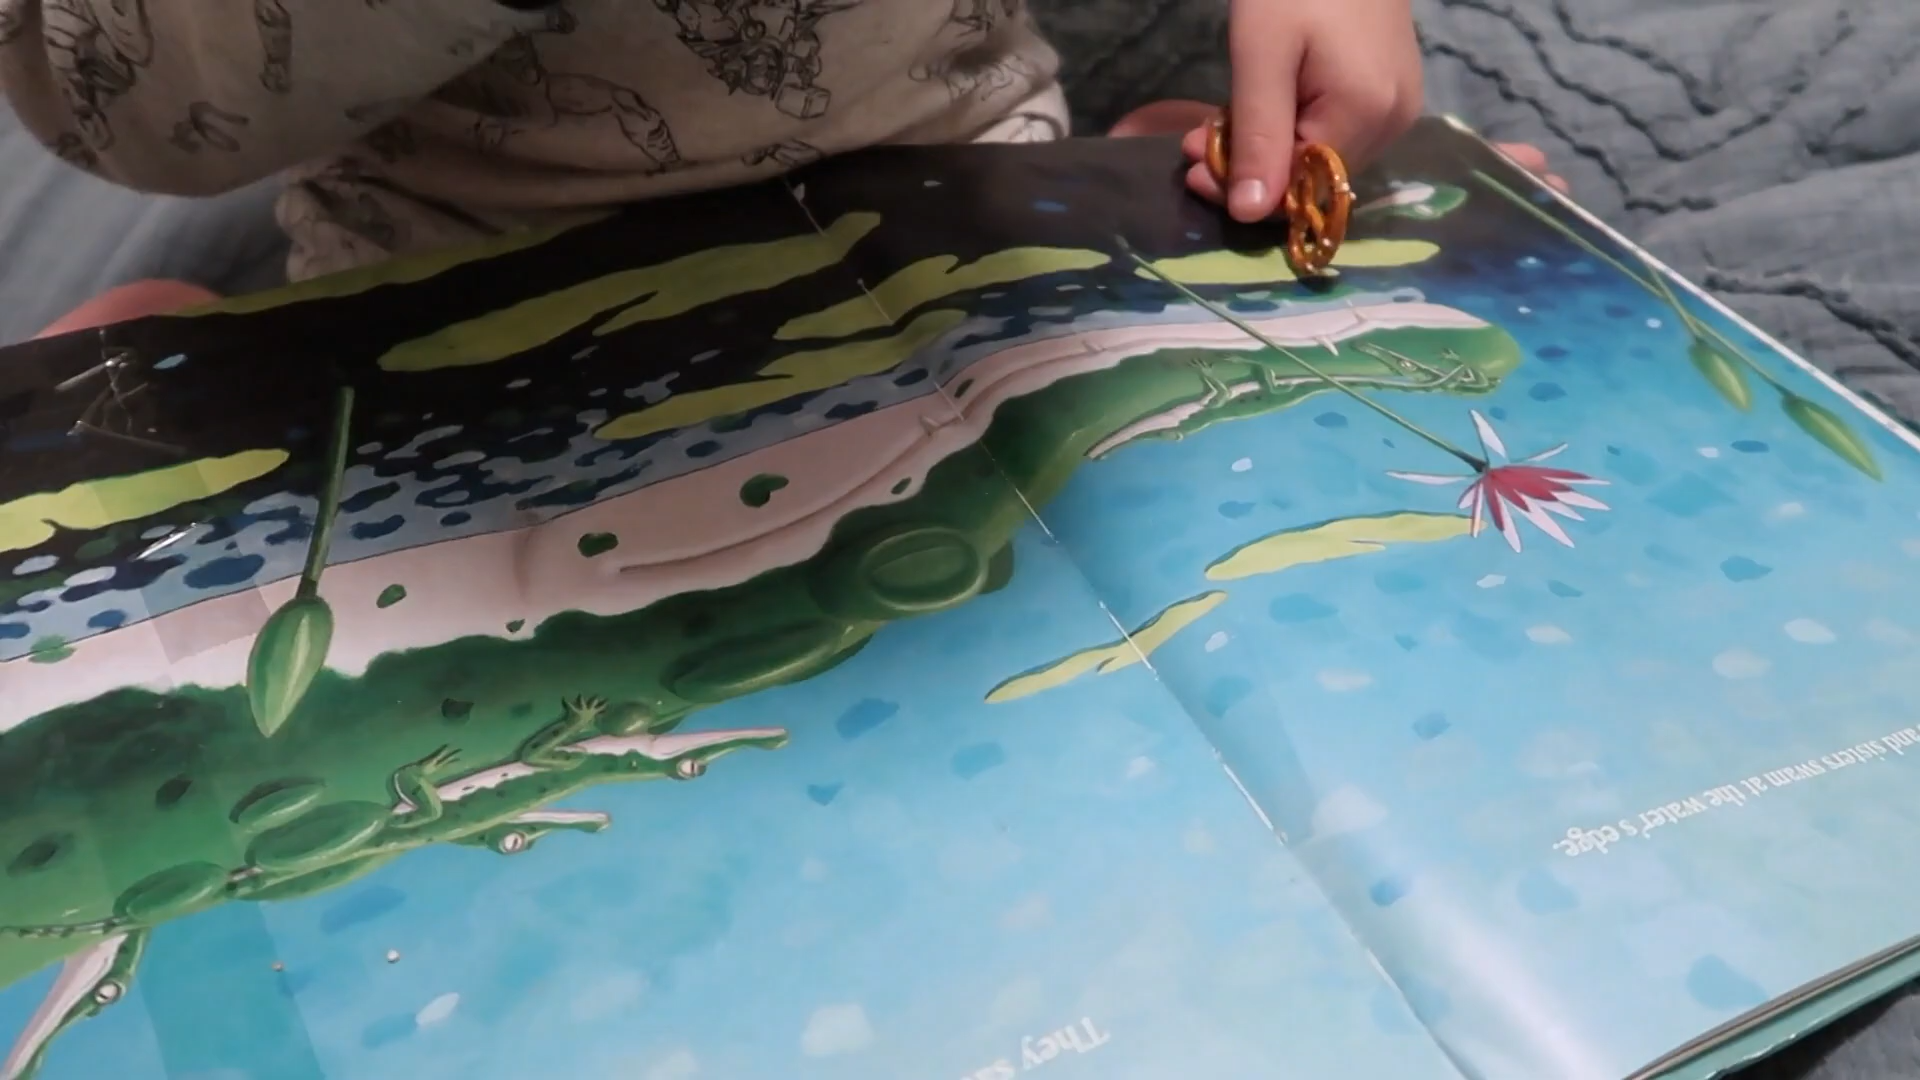 They
and sisters swam at the water's edge.